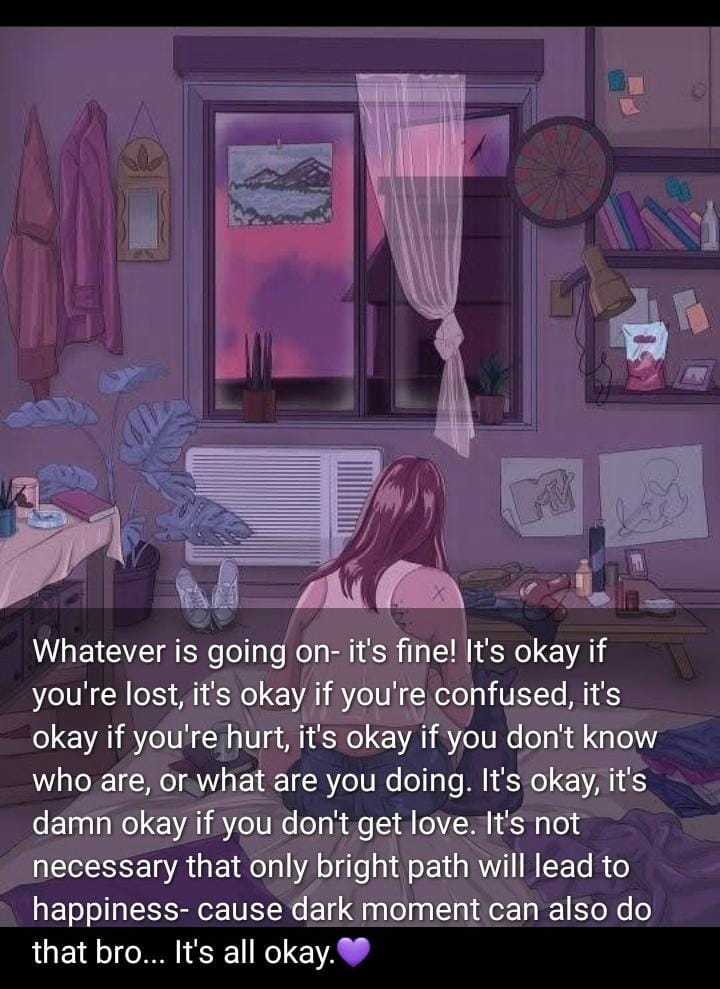 MTV
Whatever is going on- it's fine! It's okay if
you're lost, it's okay if you're confused, it's
okay if you're hurt, it's okay if you don't know
who are, or what are you doing. It's okay, it's
damn okay if you don't get love. It's not
necessary that only bright path will lead to
happiness- cause dark moment can also do
that bro... It's all okay.💜